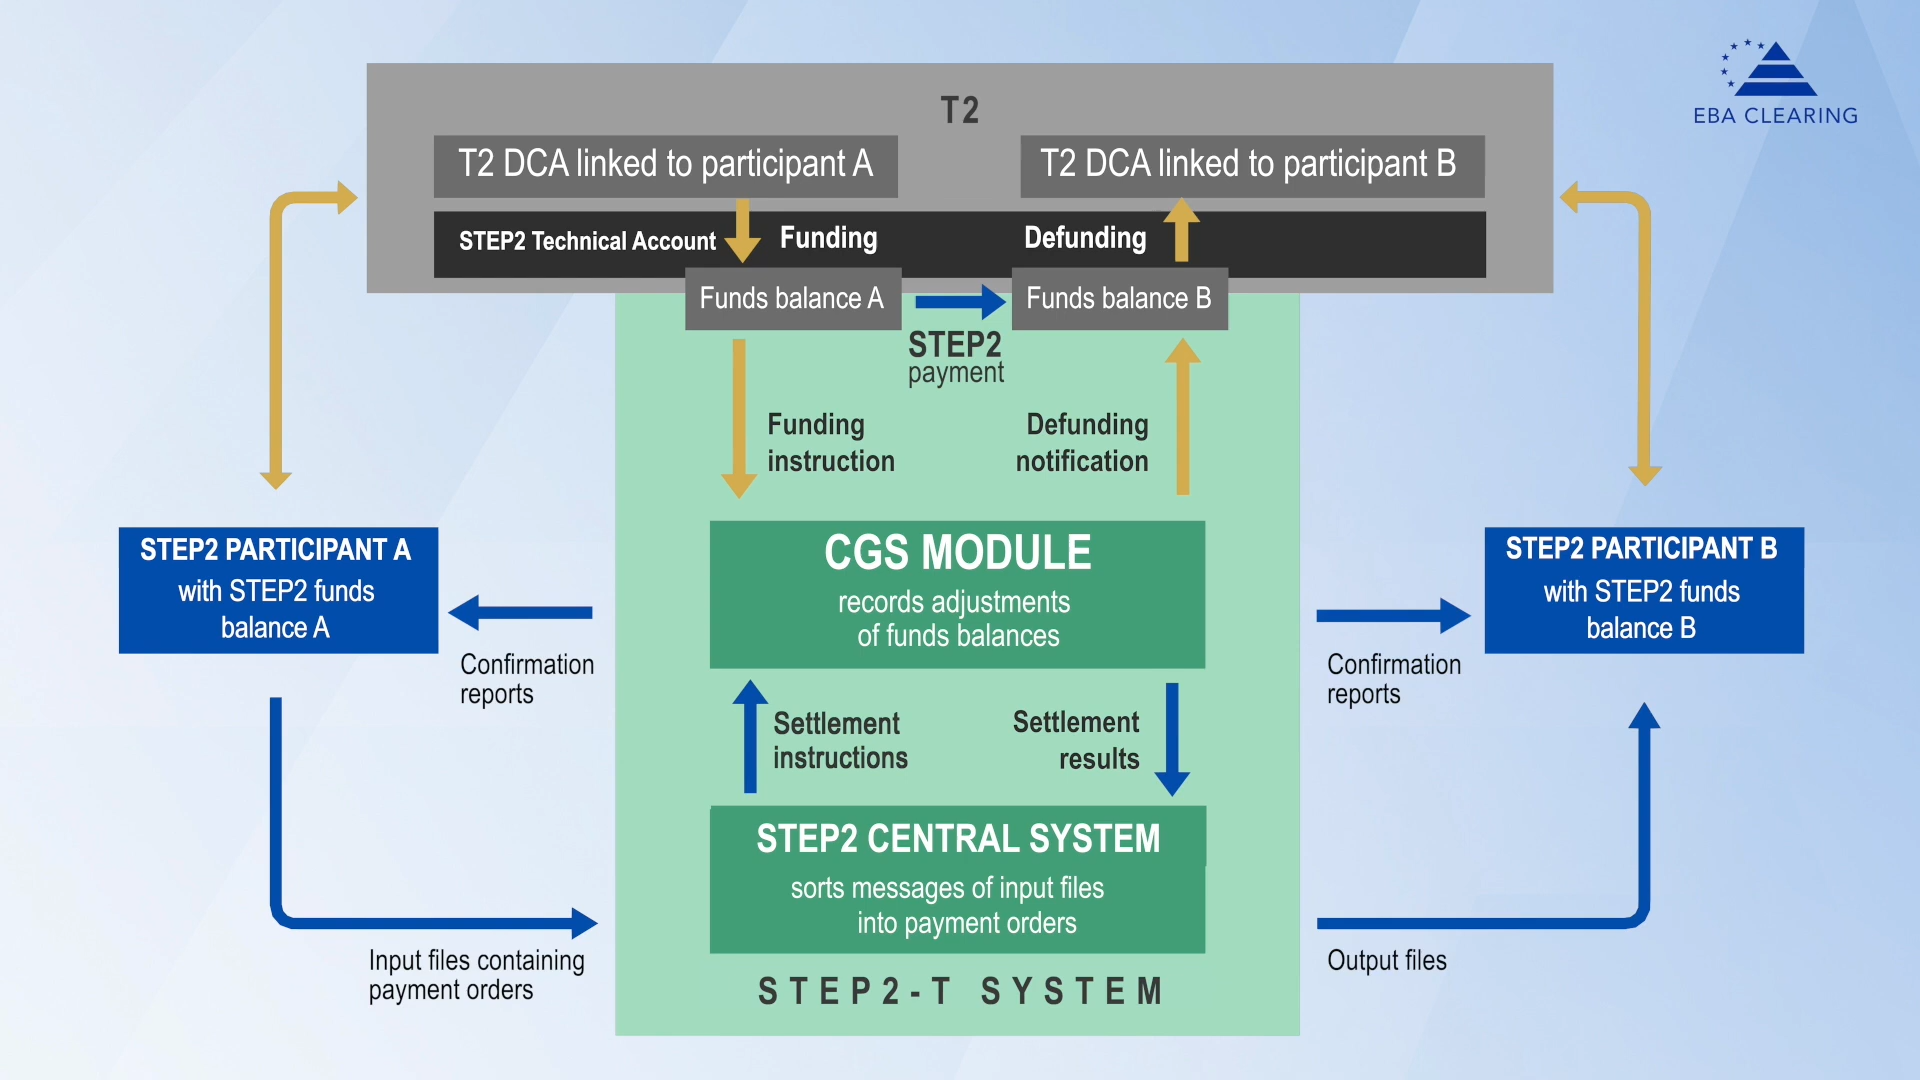 EBA CLEARING
T2
T2 DCA linked to participant A
T2 DCA linked to participant B
STEP2 Technical Account
Funding
Defunding
Funds balance A
Funds balance B
STEP2
payment
Funding
instruction
Defunding
notification
STEP2 PARTICIPANT A
with STEP2 funds
balance A
CGS MODULE
records adjustments
of funds balances
STEP2 PARTICIPANT B
with STEP2 funds
balance B
Confirmation
reports
Confirmation
reports
Settlement
instructions
Settlement
results
STEP2 CENTRAL SYSTEM
sorts messages of input files
into payment orders
Input files containing
payment orders
Output files
STEP2-T SYSTEM